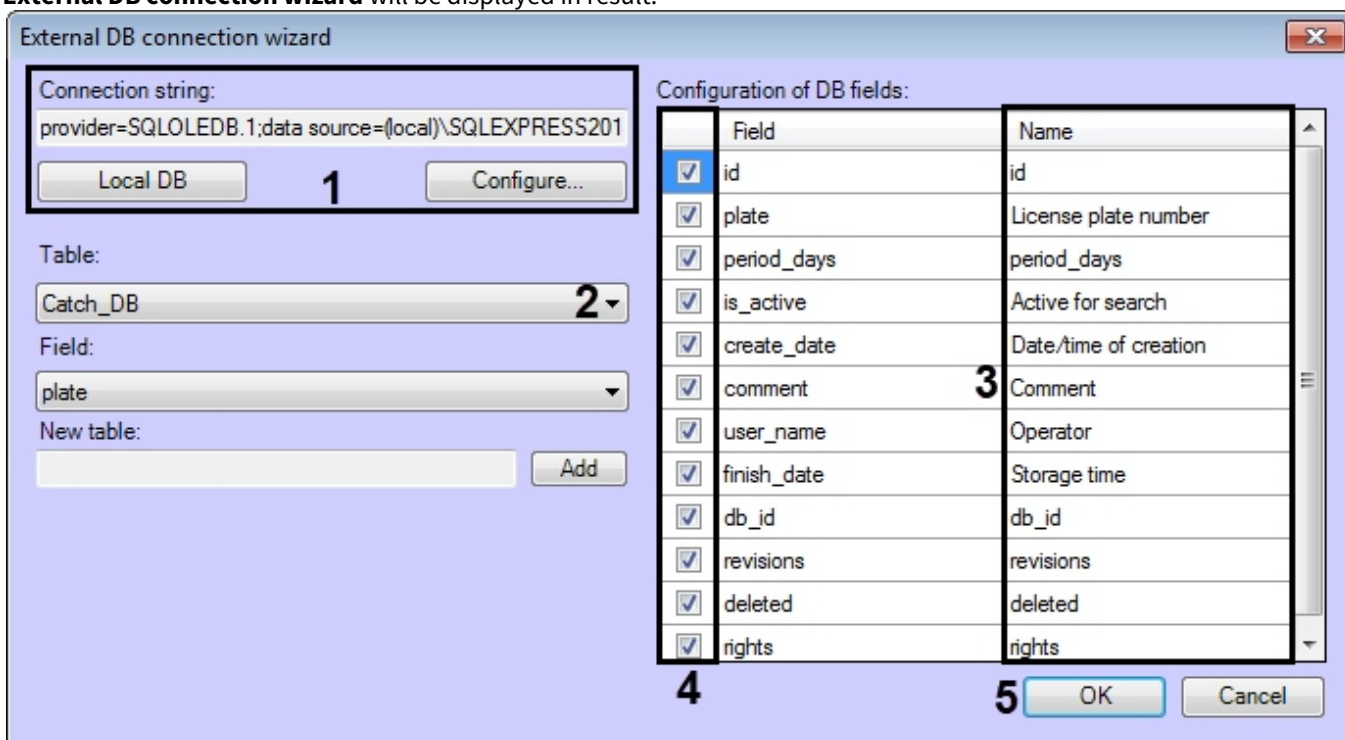 External DB connection wizard will be displayed in result.
External DB connection wizard
Connection string:
provider=SQLOLEDB.1;data source=(local)\SQLEXPRESS201
Local DB
1
Configure...
Table:
Catch_DB
2
Field:
plate
New table:
Add
Configuration of DB fields:
Field Name
id id
plate License plate number
period_days period_days
is_active Active for search
create_date Date/time of creation
comment 3 Comment
user_name Operator
finish_date Storage time
db_id db_id
revisions revisions
deleted deleted
rights rights
4
5
OK
Cancel